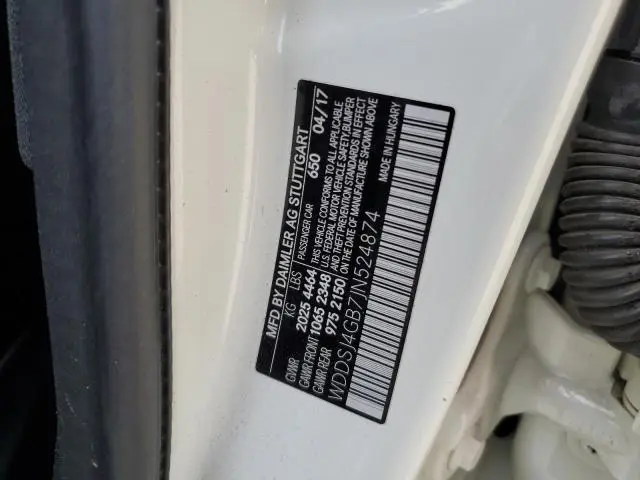 MFD BY DAIMLER AG STUTTGART
KG LBS PASSENGER CAR 650 04/17
GVWR 2025 4464 THIS VEHICLE CONFORMS TO ALL APPLICABLE
GAWR FRONT 1065 2348 U.S. FEDERAL MOTOR VEHICLE SAFETY, BUMPER
GAWR REAR 975 2150 AND THEFT PREVENTION STANDARDS IN EFFECT
ON THE DATE OF MANUFACTURE SHOWN ABOVE
WDDSJ4GB7JN524874
MADE IN HUNGARY